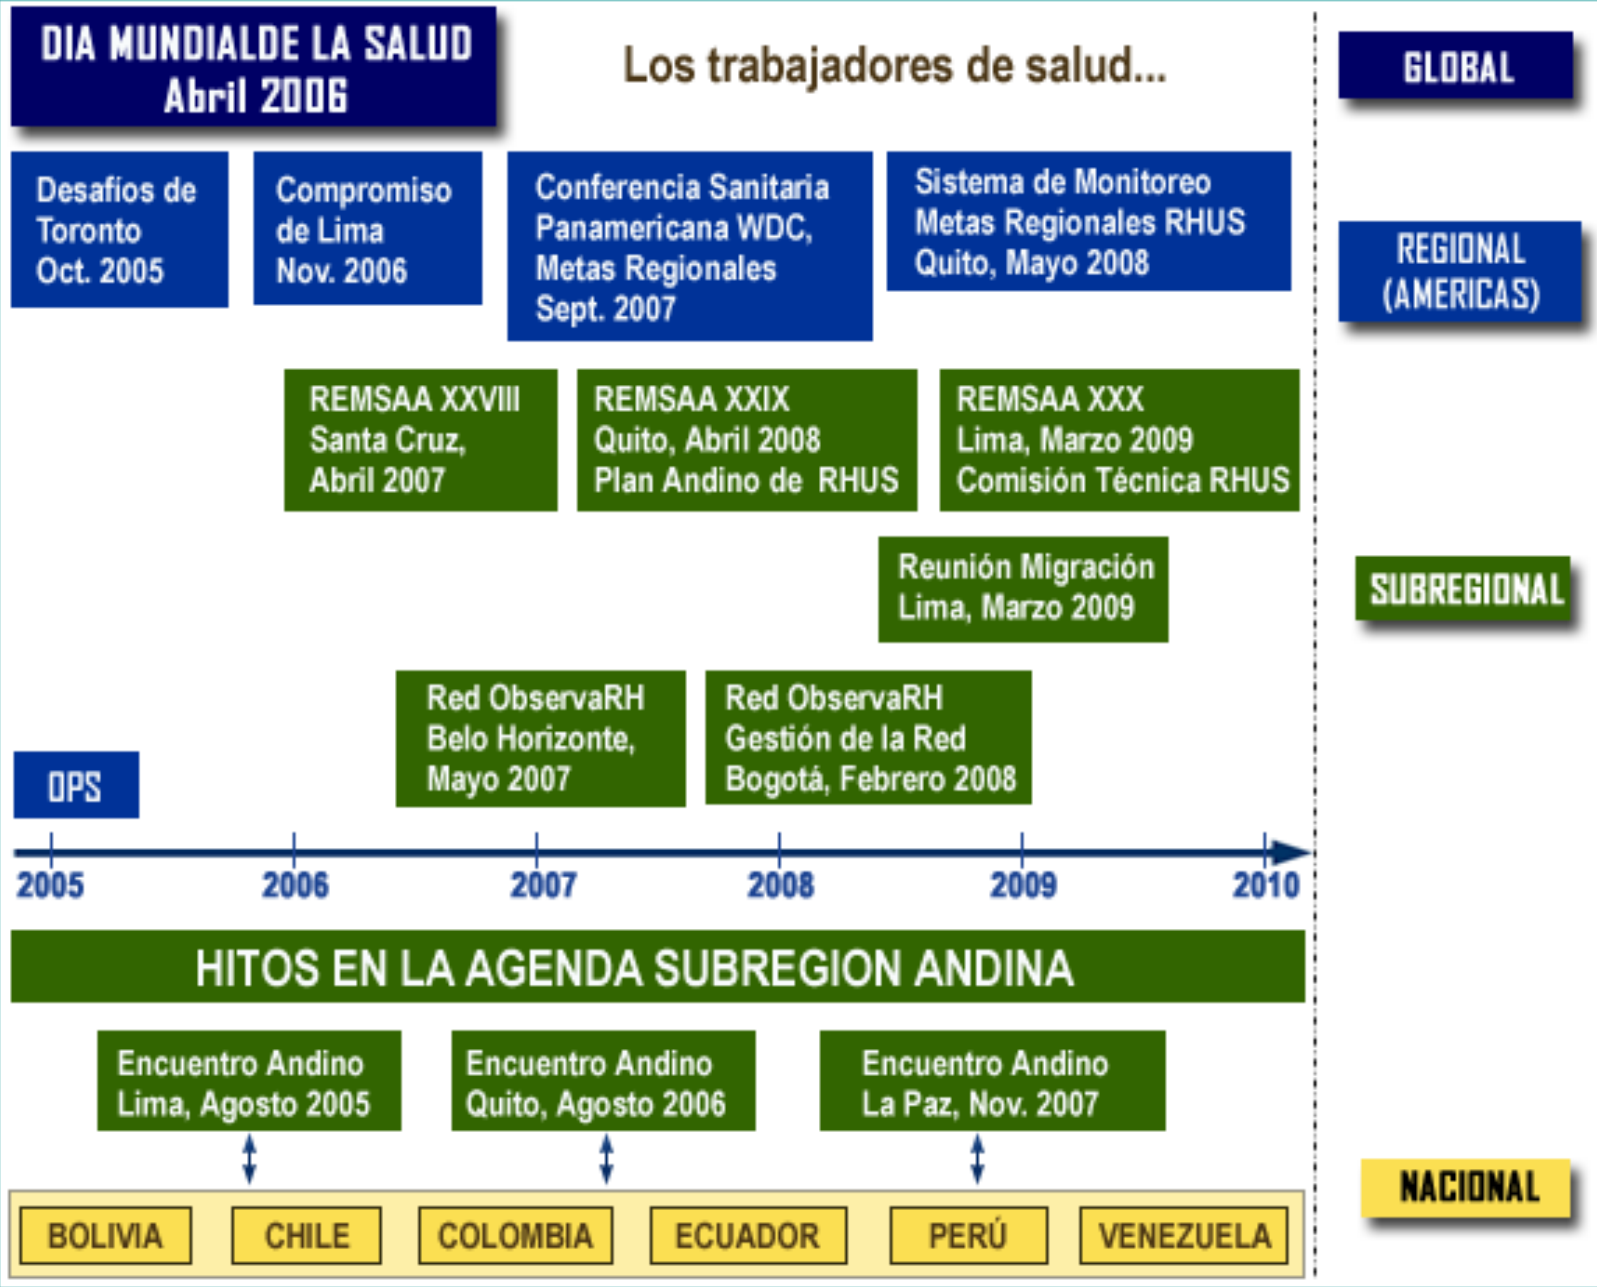 DIA MUNDIALDE LA SALUD
Abril 2006
Los trabajadores de salud...
GLOBAL
Desafíos de
Toronto
Oct. 2005
Compromiso
de Lima
Nov. 2006
Conferencia Sanitaria
Panamericana WDC,
Metas Regionales
Sept. 2007
Sistema de Monitoreo
Metas Regionales RHUS
Quito, Mayo 2008
REGIONAL
(AMERICAS)
REMSAA XXVIII
Santa Cruz,
Abril 2007
REMSAA XXIX
Quito, Abril 2008
Plan Andino de RHUS
REMSAA XXX
Lima, Marzo 2009
Comisión Técnica RHUS
Reunión Migración
Lima, Marzo 2009
SUBREGIONAL
Red ObservaRH
Belo Horizonte,
Mayo 2007
Red ObservaRH
Gestión de la Red
Bogotá, Febrero 2008
OPS
2005
2006
2007
2008
2009
2010
HITOS EN LA AGENDA SUBREGION ANDINA
Encuentro Andino
Lima, Agosto 2005
Encuentro Andino
Quito, Agosto 2006
Encuentro Andino
La Paz, Nov. 2007
NACIONAL
BOLIVIA
CHILE
COLOMBIA
ECUADOR
PERÚ
VENEZUELA